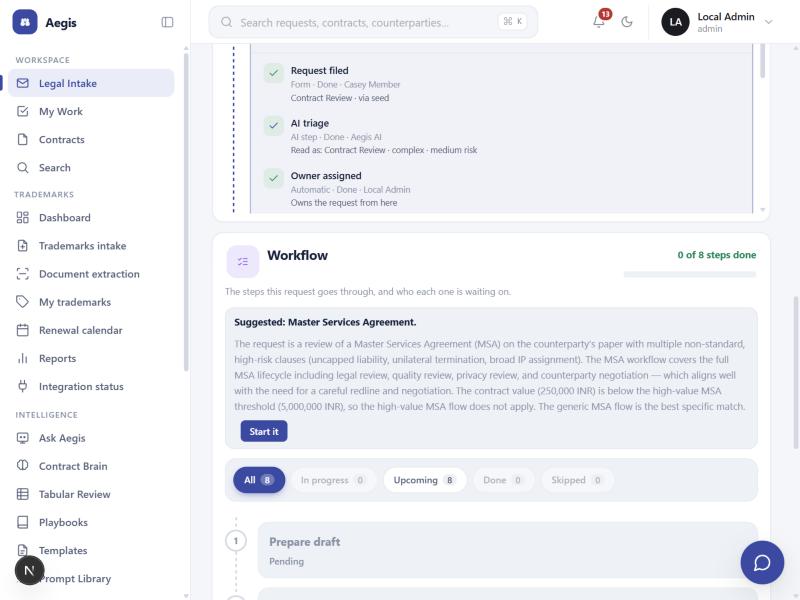 Aegis
Search requests, contracts, counterparties...
⌘ K
13
LA
Local Admin
admin
WORKSPACE
Legal Intake
My Work
Contracts
Search
TRADEMARKS
Dashboard
Trademarks intake
Document extraction
My trademarks
Renewal calendar
Reports
Integration status
INTELLIGENCE
Ask Aegis
Contract Brain
Tabular Review
Playbooks
Templates
Prompt Library
N
Request filed
Form · Done · Casey Member
Contract Review · via seed
AI triage
AI step · Done · Aegis AI
Read as: Contract Review · complex · medium risk
Owner assigned
Automatic · Done · Local Admin
Owns the request from here
Workflow
0 of 8 steps done
The steps this request goes through, and who each one is waiting on.
Suggested: Master Services Agreement.
The request is a review of a Master Services Agreement (MSA) on the counterparty's paper with multiple non-standard,
high-risk clauses (uncapped liability, unilateral termination, broad IP assignment). The MSA workflow covers the full
MSA lifecycle including legal review, quality review, privacy review, and counterparty negotiation — which aligns well
with the need for a careful redline and negotiation. The contract value (250,000 INR) is below the high-value MSA
threshold (5,000,000 INR), so the high-value MSA flow does not apply. The generic MSA flow is the best specific match.
Start it
All 8
In progress 0
Upcoming 8
Done 0
Skipped 0
1
Prepare draft
Pending